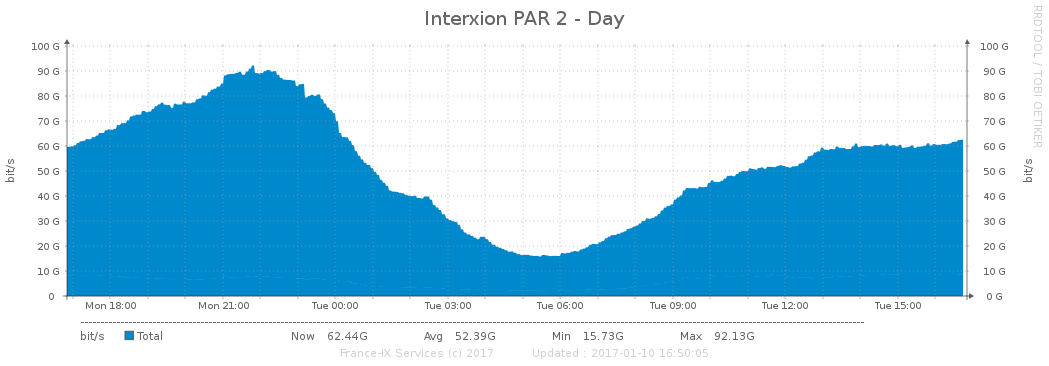 Interxion PAR 2 - Day
RRDTOOL / TOBI OETIKER
bit/s
100 G 100 G
90 G 90 G
80 G 80 G
70 G 70 G
60 G 60 G
50 G 50 G
40 G 40 G
30 G 30 G
20 G 20 G
10 G 10 G
0 0 G
bit/s
Mon 18:00 Mon 21:00 Tue 00:00 Tue 03:00 Tue 06:00 Tue 09:00 Tue 12:00 Tue 15:00
bit/s Total Now 62.44G Avg 52.39G Min 15.73G Max 92.13G
France-IX Services (c) 2017 Updated : 2017-01-10 16:50:05